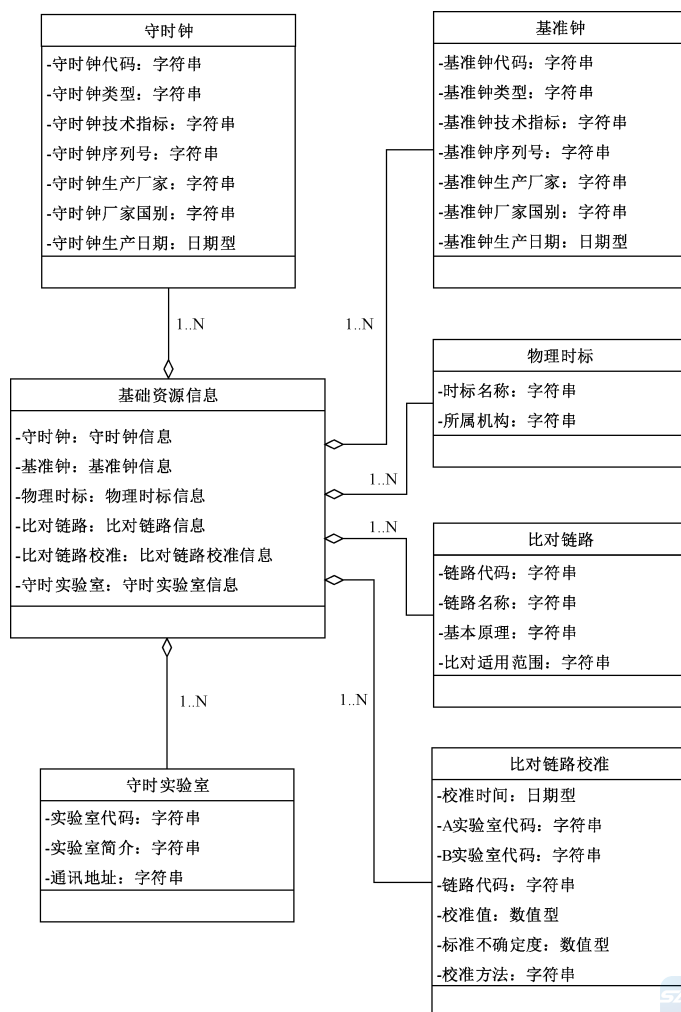 守时钟
-守时钟代码：字符串
-守时钟类型：字符串
-守时钟技术指标：字符串
-守时钟序列号：字符串
-守时钟生产厂家：字符串
-守时钟厂家国别：字符串
-守时钟生产日期：日期型
基准钟
-基准钟代码：字符串
-基准钟类型：字符串
-基准钟技术指标：字符串
-基准钟序列号：字符串
-基准钟生产厂家：字符串
-基准钟厂家国别：字符串
-基准钟生产日期：日期型
1..N
1..N
物理时标
-时标名称：字符串
-所属机构：字符串
基础资源信息
-守时钟：守时钟信息
-基准钟：基准钟信息
-物理时标：物理时标信息
-比对链路：比对链路信息
-比对链路校准：比对链路校准信息
-守时实验室：守时实验室信息
1..N
1..N
比对链路
-链路代码：字符串
-链路名称：字符串
-基本原理：字符串
-比对适用范围：字符串
1..N
1..N
守时实验室
-实验室代码：字符串
-实验室简介：字符串
-通讯地址：字符串
比对链路校准
-校准时间：日期型
-A实验室代码：字符串
-B实验室代码：字符串
-链路代码：字符串
-校准值：数值型
-标准不确定度：数值型
-校准方法：字符串